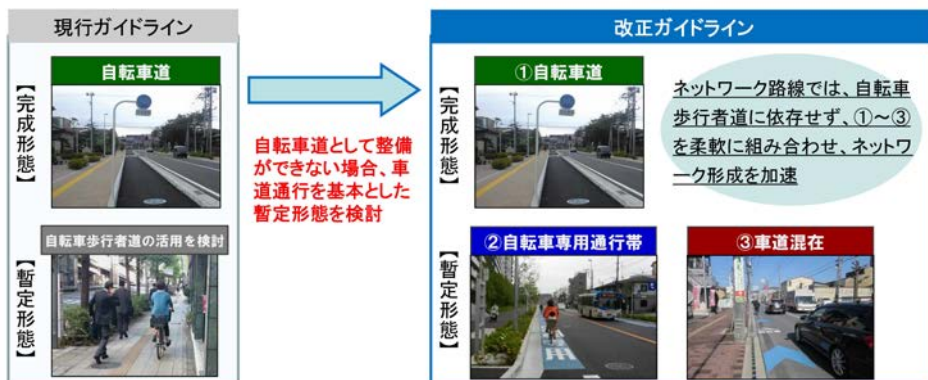 現行ガイドライン
【完成形態】
自転車道
【暫定形態】
自転車歩行者道の活用を検討
自転車道として整備
ができない場合、車
道通行を基本とした
暫定形態を検討
改正ガイドライン
【完成形態】
①自転車道
ネットワーク路線では、自転車
歩行者道に依存せず、①～③
を柔軟に組み合わせ、ネットワ
ーク形成を加速
【暫定形態】
②自転車専用通行帯
③車道混在